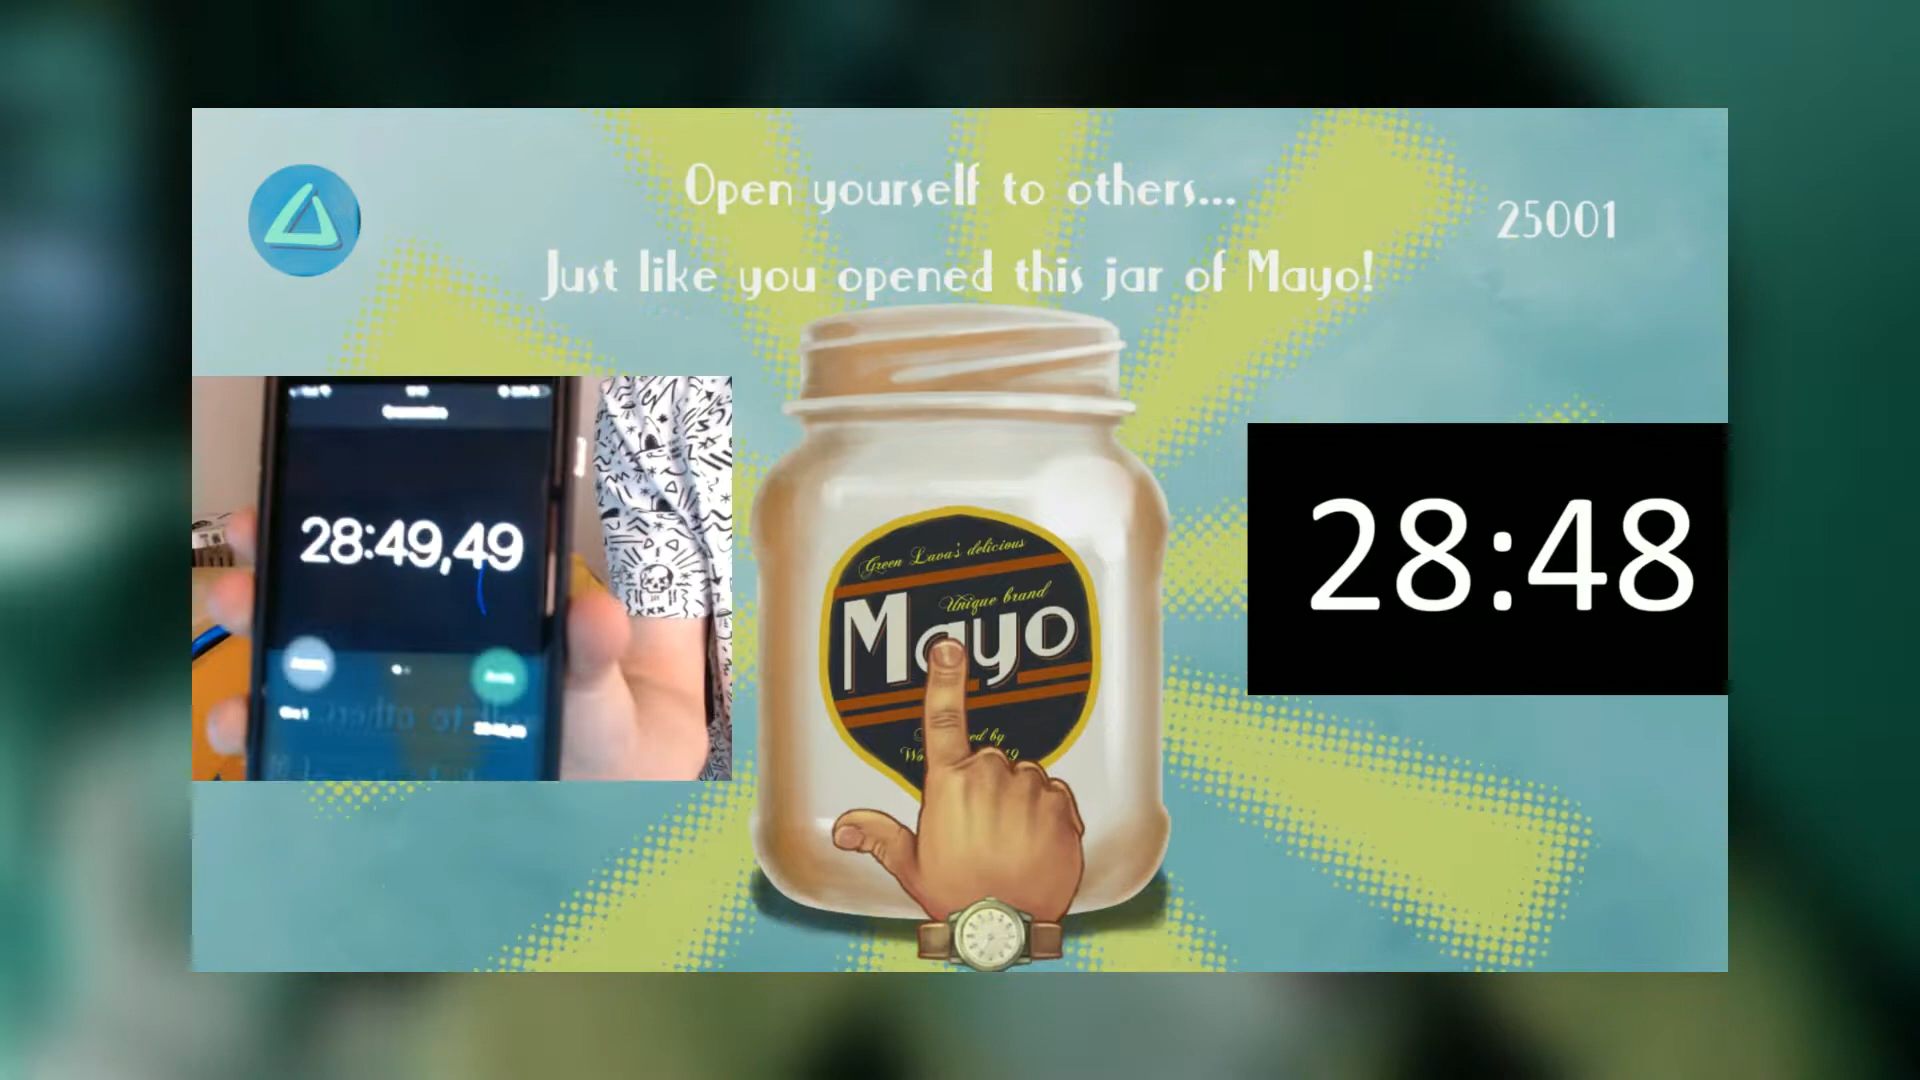 Open yourself to others...
Just like you opened this jar of Mayo!
25001
28:49,49
Green Lava's delicious
Unique brand
Mayo
28:48